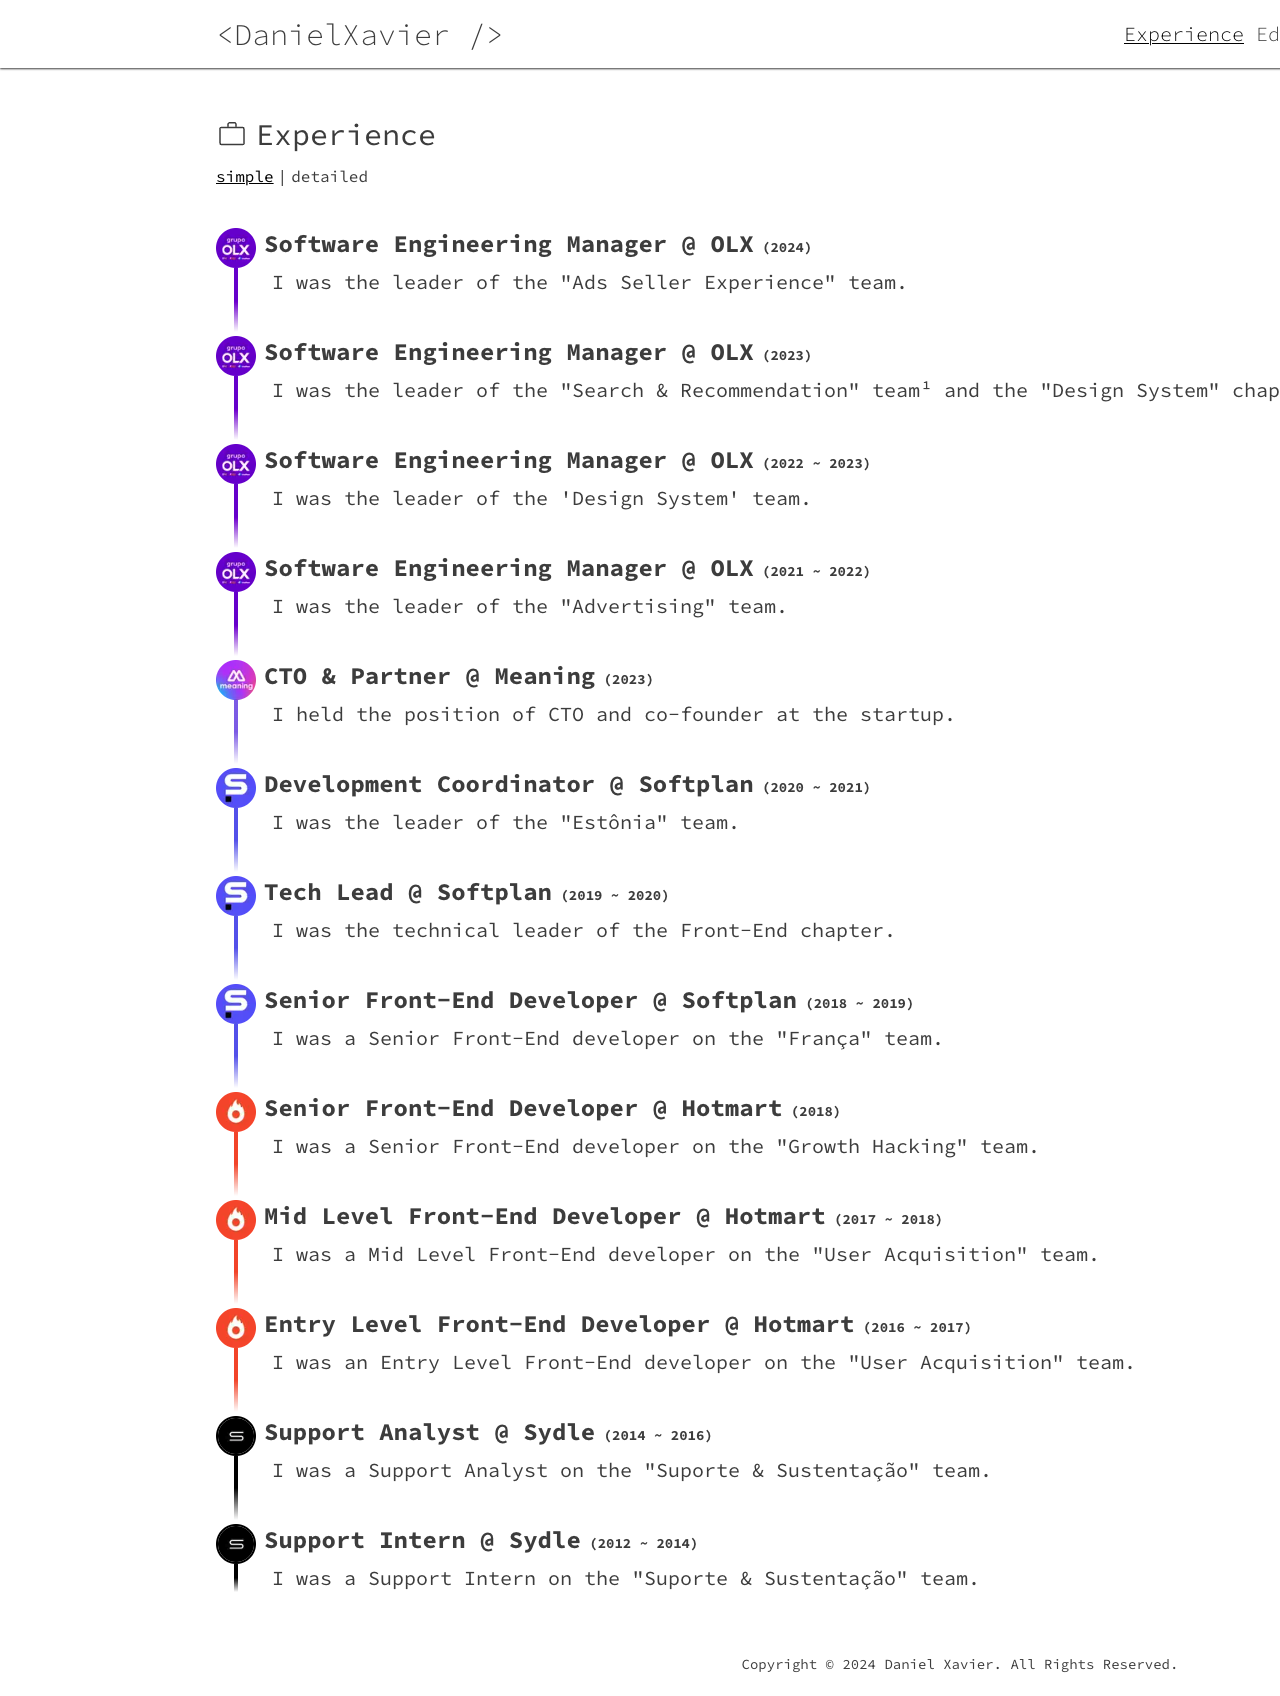 <DanielXavier />
Experience Ed
Experience
simple | detailed
grupo OLX
Software Engineering Manager @ OLX (2024)
I was the leader of the "Ads Seller Experience" team.
grupo OLX
Software Engineering Manager @ OLX (2023)
I was the leader of the "Search & Recommendation" team¹ and the "Design System" chap
grupo OLX
Software Engineering Manager @ OLX (2022 ~ 2023)
I was the leader of the 'Design System' team.
grupo OLX
Software Engineering Manager @ OLX (2021 ~ 2022)
I was the leader of the "Advertising" team.
meaning
CTO & Partner @ Meaning (2023)
I held the position of CTO and co-founder at the startup.
Development Coordinator @ Softplan (2020 ~ 2021)
I was the leader of the "Estônia" team.
Tech Lead @ Softplan (2019 ~ 2020)
I was the technical leader of the Front-End chapter.
Senior Front-End Developer @ Softplan (2018 ~ 2019)
I was a Senior Front-End developer on the "França" team.
Senior Front-End Developer @ Hotmart (2018)
I was a Senior Front-End developer on the "Growth Hacking" team.
Mid Level Front-End Developer @ Hotmart (2017 ~ 2018)
I was a Mid Level Front-End developer on the "User Acquisition" team.
Entry Level Front-End Developer @ Hotmart (2016 ~ 2017)
I was an Entry Level Front-End developer on the "User Acquisition" team.
Support Analyst @ Sydle (2014 ~ 2016)
I was a Support Analyst on the "Suporte & Sustentação" team.
Support Intern @ Sydle (2012 ~ 2014)
I was a Support Intern on the "Suporte & Sustentação" team.
Copyright © 2024 Daniel Xavier. All Rights Reserved.